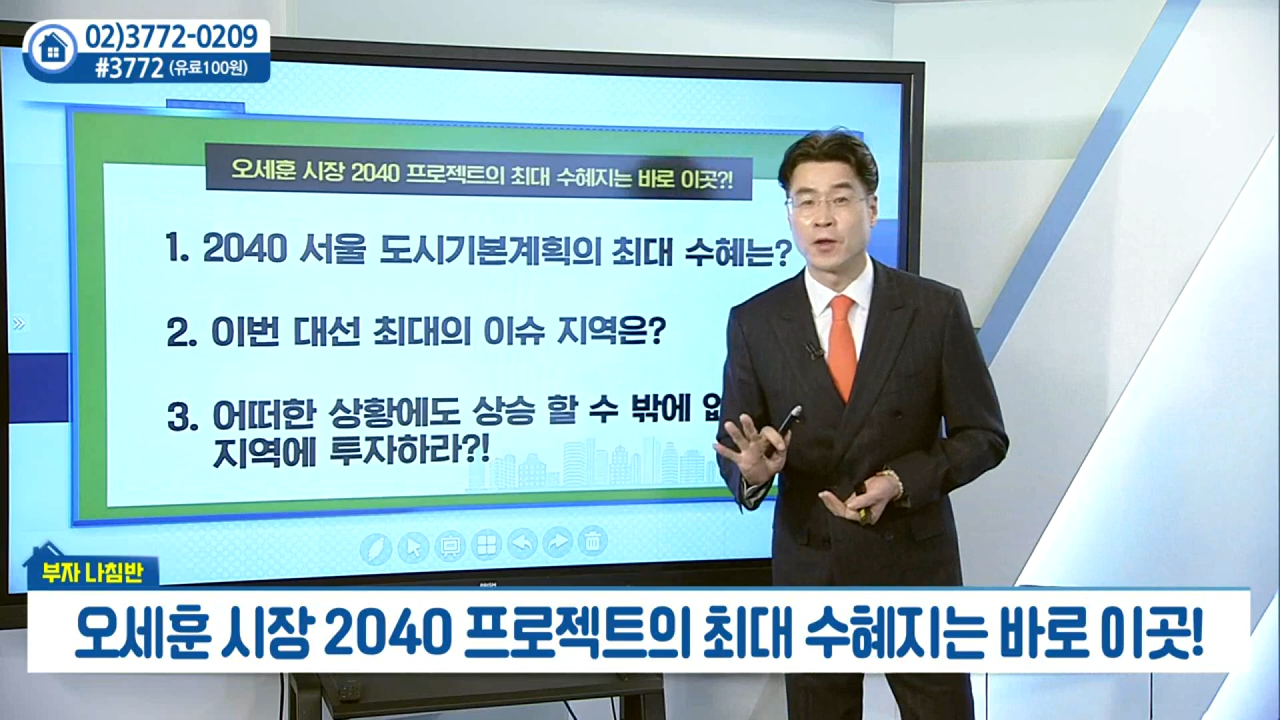 02)3772-0209
#3772 (유료100원)
오세훈 시장 2040 프로젝트의 최대 수혜지는 바로 이곳?!
1. 2040 서울 도시기본계획의 최대 수혜는?
2. 이번 대선 최대의 이슈 지역은?
3. 어떠한 상황에도 상승 할 수 밖에
지역에 투자하라?!
부자 나침반
오세훈 시장 2040 프로젝트의 최대 수혜지는 바로 이곳!